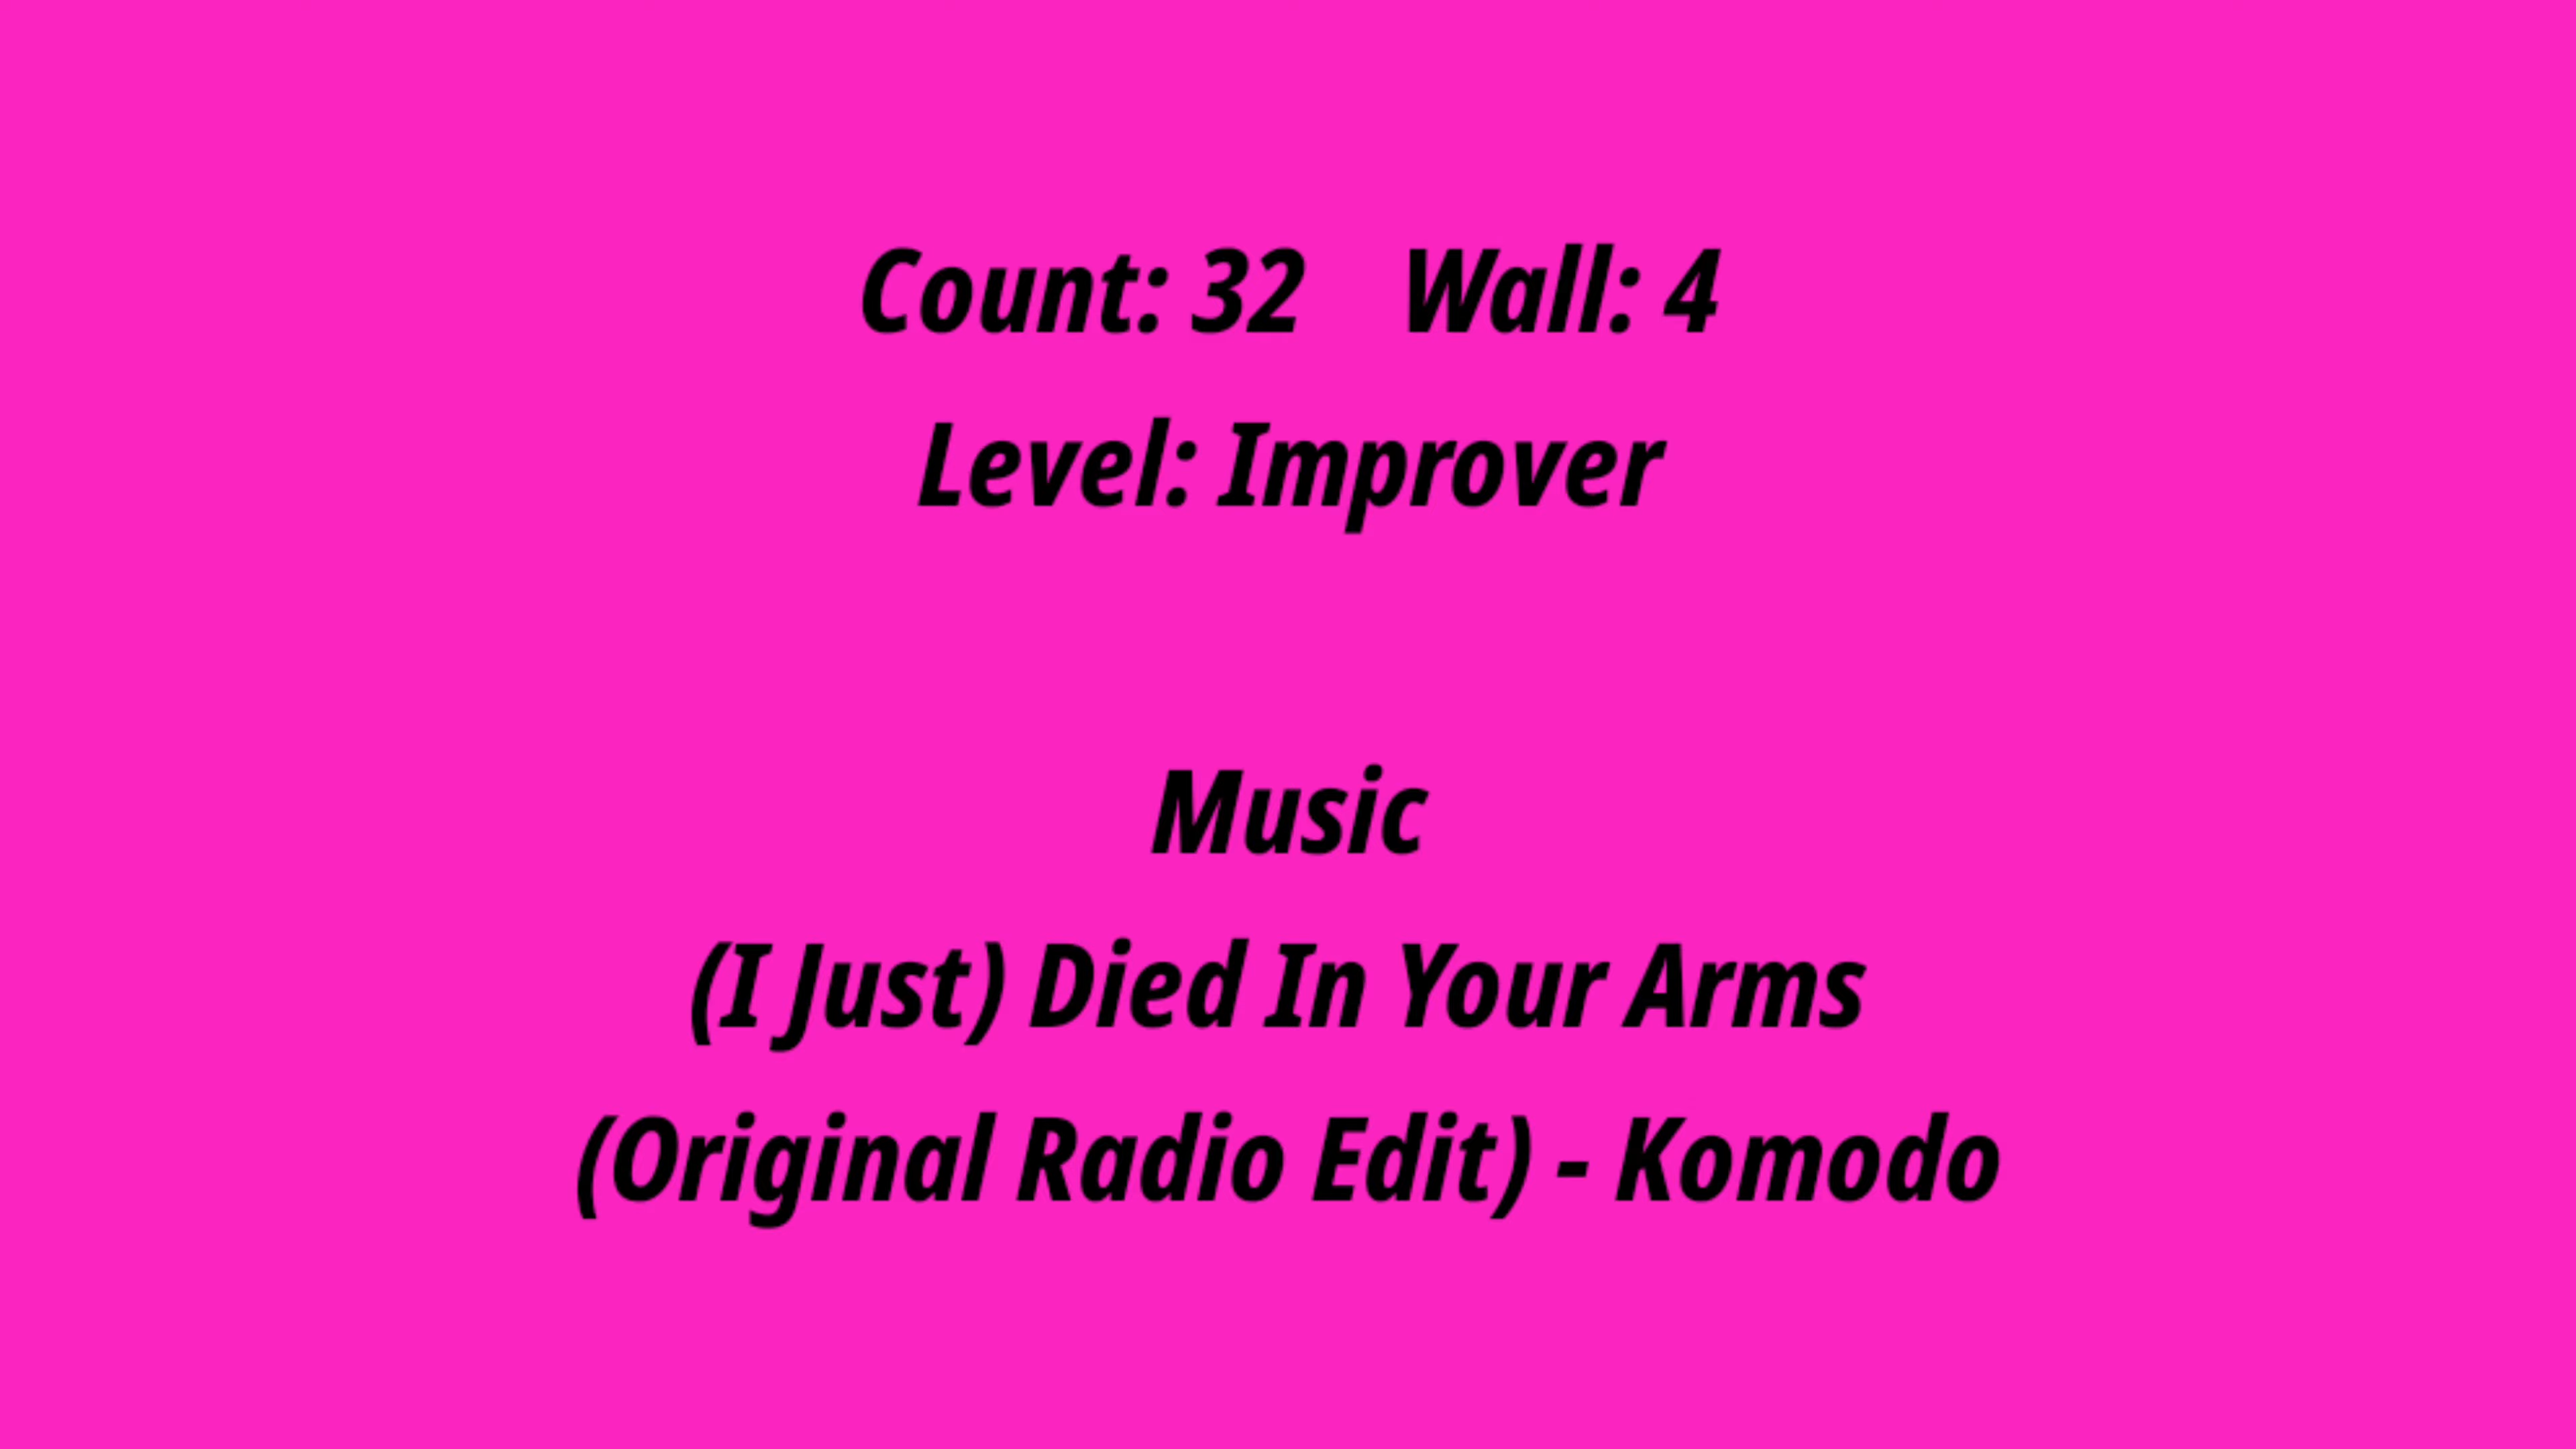 Count: 32 Wall: 4
Level: Improver
Music
(I Just) Died In Your Arms
(Original Radio Edit) - Komodo